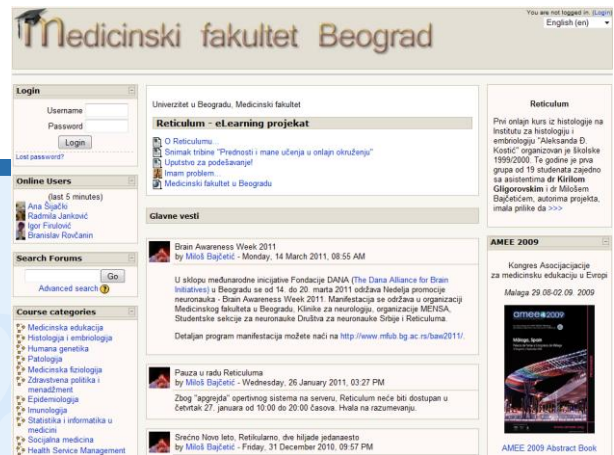 You are not logged in. (Login)
English (en)
Medicinski fakultet Beograd
Login
Username
Password
Login
Lost password?
Online Users
(last 5 minutes)
Ana Šijački
Radmila Janković
Igor Firulović
Branislav Rovčanin
Search Forums
Go
Advanced search
Course categories
Medicinska edukacija
Histologija i embriologija
Humana genetika
Patologija
Medicinska fiziologija
Zdravstvena politika i
menadžment
Epidemiologija
Imunologija
Statistika i informatika u
medicini
Socijalna medicina
Health Service Management
Univerzitet u Beogradu, Medicinski fakultet
Reticulum - eLearning projekat
O Reticulumu...
Snimak tribine "Prednosti i mane učenja u onlajn okruženju"
Uputstvo za podešavanje!
Imam problem...
Medicinski fakultet u Beogradu
Glavne vesti
Brain Awareness Week 2011
by Miloš Bajčetić - Monday, 14 March 2011, 08:55 AM
U sklopu međunarodne inicijative Fondacije DANA (The Dana Alliance for Brain
Initiatives) u Beogradu se od 14. do 20. marta 2011 održava Nedelja promocije
neuronauka - Brain Awareness Week 2011. Manifestacija se održava u organizaciji
Medicinskog fakulteta u Beogradu, Klinike za neurologiju, organizacije MENSA,
Studentske sekcije za neuronauke Društva za neuronauke Srbije i Reticuluma.
Detaljan program manifestacija možete naći na http://www.mfub.bg.ac.rs/baw2011/.
Pauza u radu Reticuluma
by Miloš Bajčetić - Wednesday, 26 January 2011, 03:27 PM
Zbog "apgrejda" opertivnog sistema na serveru, Reticulum neće biti dostupan u
četvrtak 27. januara od 10:00 do 20:00 časova. Hvala na razumevanju.
Srećno Novo leto, Retikularno, dve hiljade jedanaesto
by Miloš Bajčetić - Friday, 31 December 2010, 09:57 PM
Reticulum
Prvi onlajn kurs iz histologije na
Institutu za histologiju i
embriologiju "Aleksandra Đ.
Kostić" organizovan je školske
1999/2000. Te godine je prva
grupa od 19 studenata zajedno
sa asistentima dr Kirilom
Gligorovskim i dr Milošem
Bajčetićem, autorima projekta,
imala prilike da >>>
AMEE 2009
Kongres Asocijacijacije
za medicinsku edukaciju u Evropi
Malaga 29.08-02.09. 2009
amee 2009
Málaga, Spain
AMEE 2009 Abstract Book